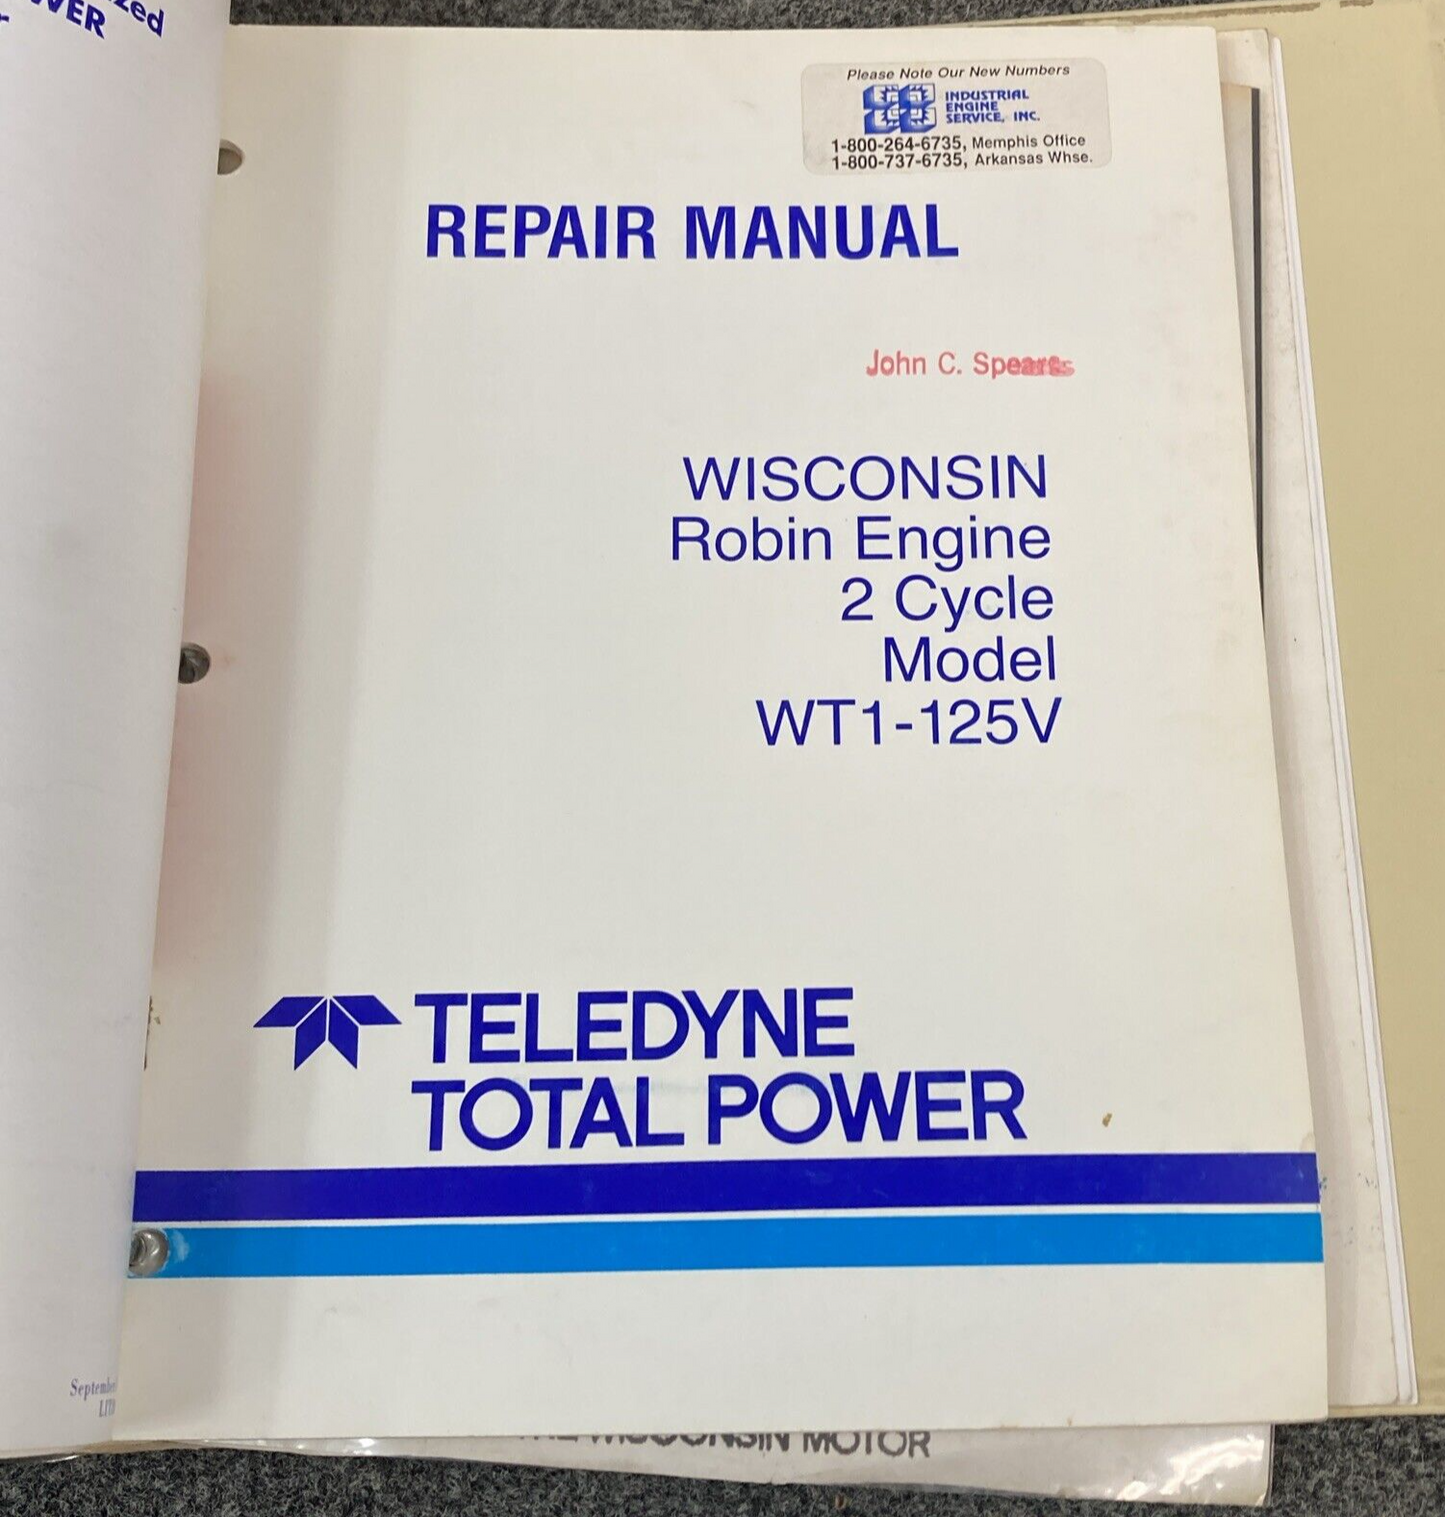 POWER
Please Note Our New Numbers
INDUSTRIAL
ENGINE
SERVICE, INC.
1-800-264-6735, Memphis Office
1-800-737-6735, Arkansas Whse.
REPAIR MANUAL
John C. Spears
WISCONSIN
Robin Engine
2 Cycle
Model
WT1-125V
TELEDYNE
TOTAL POWER
WISCONSIN MOTOR